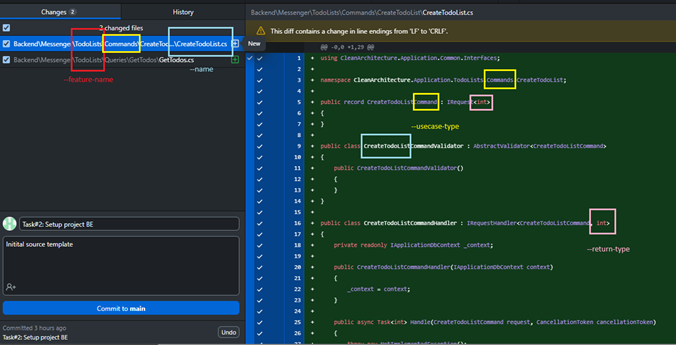 Changes 2
History
2 changed files
Backend\Messenger\TodoLists\Commands\CreateToc...\CreateTodoList.cs
Backend\Messenger\TodoLists\Queries\GetTodos\GetTodos.cs
--feature-name
--name
New
Task#2: Setup project BE
Initital source template
Commit to main
Committed 3 hours ago
Task#2: Setup project BE
Undo
Backend\Messenger\TodoLists\Commands\CreateTodoList\CreateTodoList.cs
This diff contains a change in line endings from 'LF' to 'CRLF'.
@@ -0,0 +1,29 @@
1 + using CleanArchitecture.Application.Common.Interfaces;
2 +
3 + namespace CleanArchitecture.Application.TodoLists.Commands.CreateTodoList;
4 +
5 + public record CreateTodoListCommand : IRequest<int>
6 + {
7 + }
--usecase-type
8 +
9 + public class CreateTodoListCommandValidator : AbstractValidator<CreateTodoListCommand>
10 + {
11 + public CreateTodoListCommandValidator()
12 + {
13 + }
14 + }
15 +
16 + public class CreateTodoListCommandHandler : IRequestHandler<CreateTodoListCommand, int>
17 + {
18 + private readonly IApplicationDbContext _context;
--return-type
19 +
20 + public CreateTodoListCommandHandler(IApplicationDbContext context)
21 + {
22 + _context = context;
23 + }
24 +
25 + public async Task<int> Handle(CreateTodoListCommand request, CancellationToken cancellationToken)
26 + {
27 + throw new NotImplementedException();